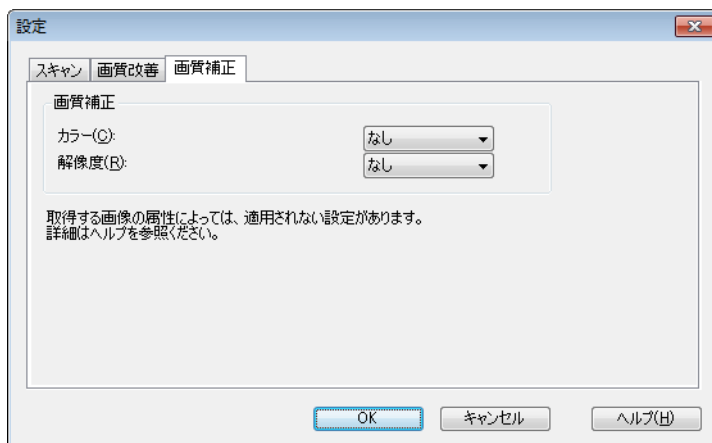 設定
スキャン 画質改善 画質補正
画質補正
カラー(C): なし
解像度(R): なし
取得する画像の属性によっては、適用されない設定があります。
詳細はヘルプを参照ください。
OK キャンセル ヘルプ(H)